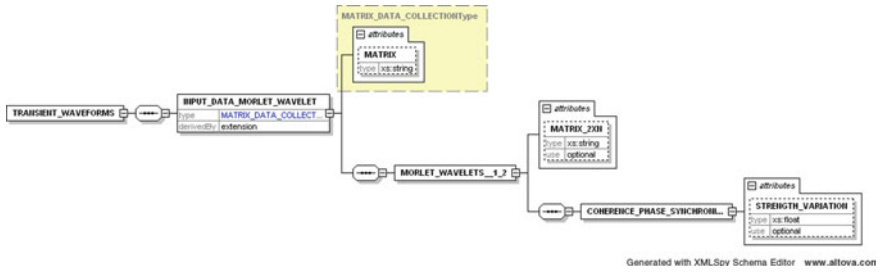 MATRIX_DATA_COLLECTIONType
attributes
MATRIX
type xs:string
INPUT_DATA_MORLET_WAVELET
type MATRIX_DATA_COLLECT...
derivedBy extension
TRANSIENT_WAVEFORMS
attributes
MATRIX_2XN
type xs:string
use optional
MORLET_WAVELETS__1_2
attributes
STRENGTH_VARIATION
type xs:float
use optional
COHERENCE_PHASE_SYNCHRONI...
Generated with XMLSpy Schema Editor www.altova.com